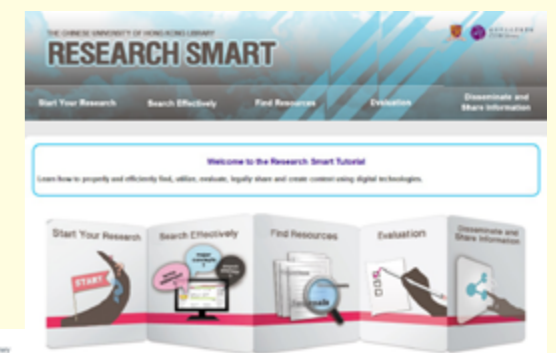 THE CHINESE UNIVERSITY OF HONG KONG LIBRARY
RESEARCH SMART
Start Your Research
Search Effectively
Find Resources
Evaluation
Disseminate and
Share Information
Welcome to the Research Smart Tutorial
Learn how to properly and efficiently find, utilize, evaluate, legally share and create content using digital technologies.
Start Your Research
Search Effectively
Find Resources
Evaluation
Disseminate and
Share Information
START